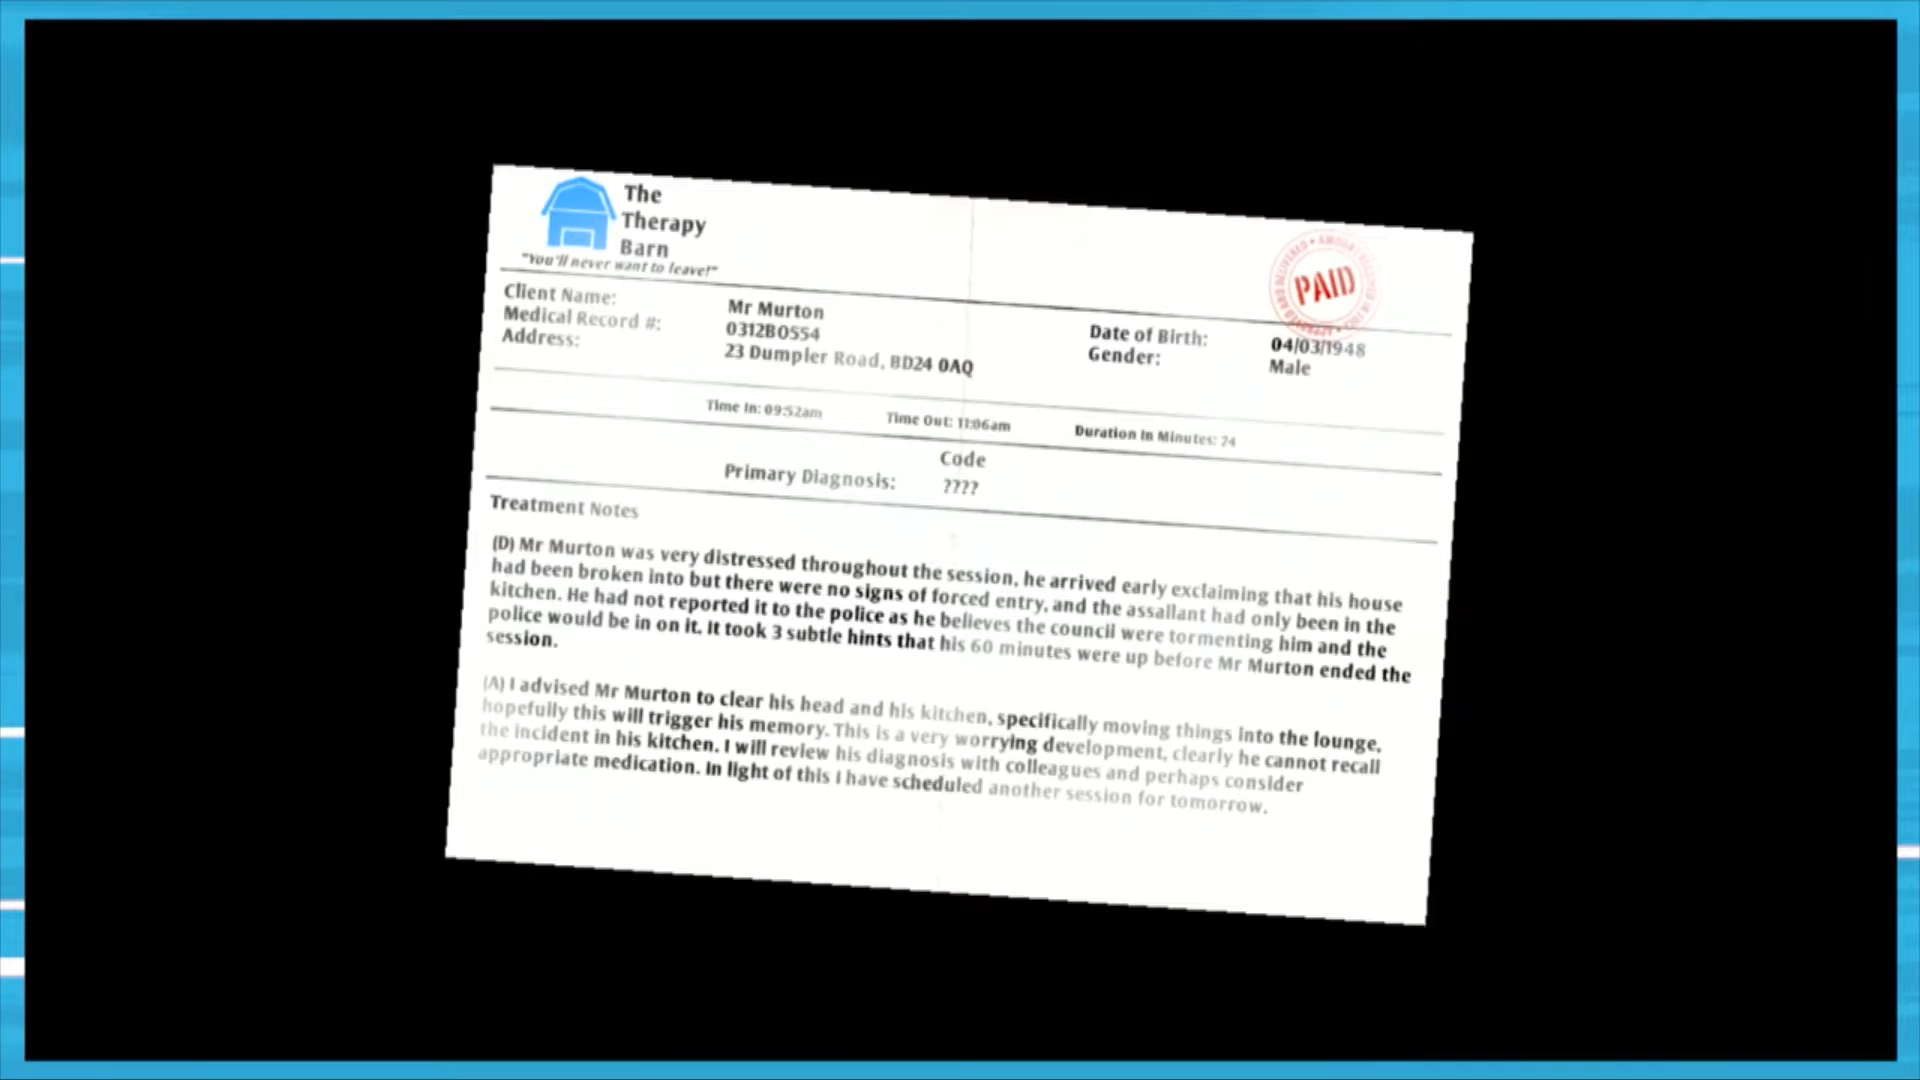 The
Therapy
Barn
"You'll never want to leave!"
PAID
Client Name: Mr Murton
Medical Record #: 0312BO554
Address: 23 Dumpler Road, BD24 0AQ
Date of Birth: 04/03/1948
Gender: Male
Time In: 09:52am Time Out: 11:06am Duration In Minutes: 74
Code
Primary Diagnosis: ????
Treatment Notes
(D) Mr Murton was very distressed throughout the session, he arrived early exclaiming that his house
had been broken into but there were no signs of forced entry, and the assailant had only been in the
kitchen. He had not reported it to the police as he believes the council were tormenting him and the
police would be in on it. It took 3 subtle hints that his 60 minutes were up before Mr Murton ended the
session.
(A) I advised Mr Murton to clear his head and his kitchen, specifically moving things into the lounge,
hopefully this will trigger his memory. This is a very worrying development, clearly he cannot recall
the incident in his kitchen. I will review his diagnosis with colleagues and perhaps consider
appropriate medication. In light of this I have scheduled another session for tomorrow.